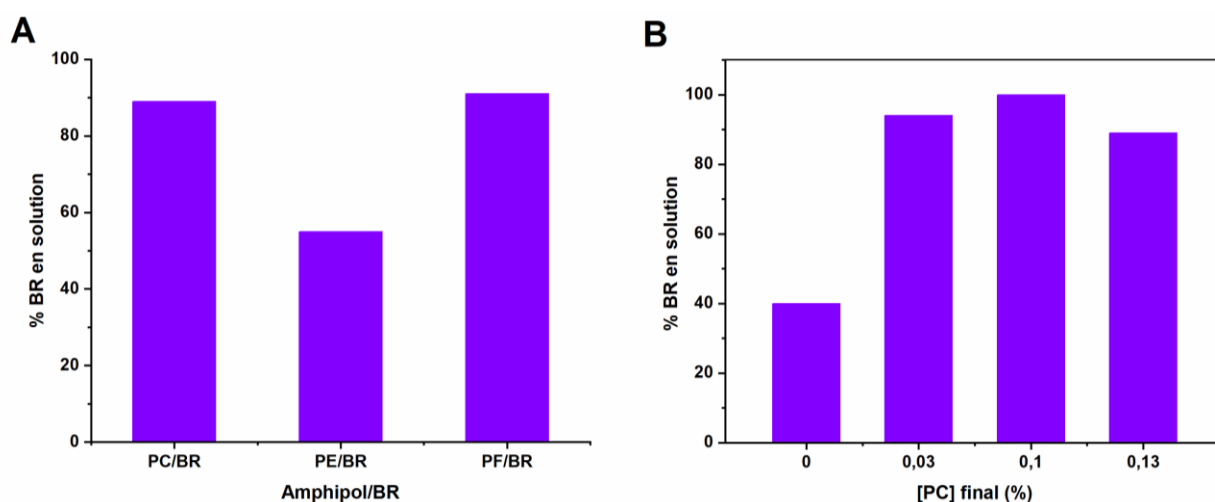 A
% BR en solution
100
80
60
40
20
0
PC/BR PE/BR PF/BR
Amphipol/BR
B
% BR en solution
100
80
60
40
20
0
0 0,03 0,1 0,13
[PC] final (%)